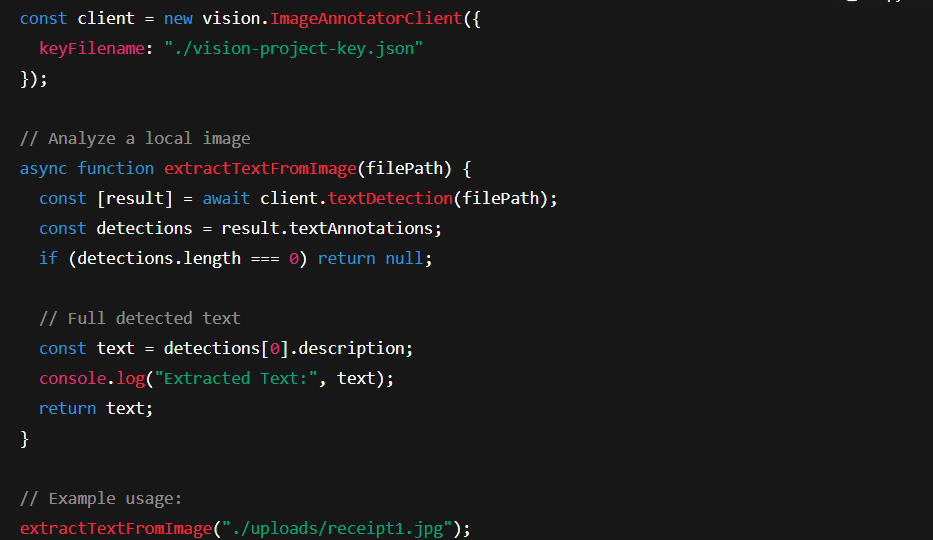 const client = new vision.ImageAnnotatorClient({
  keyFilename: "./vision-project-key.json"
});

// Analyze a local image
async function extractTextFromImage(filePath) {
  const [result] = await client.textDetection(filePath);
  const detections = result.textAnnotations;
  if (detections.length === 0) return null;

  // Full detected text
  const text = detections[0].description;
  console.log("Extracted Text:", text);
  return text;
}

// Example usage:
extractTextFromImage("./uploads/receipt1.jpg");